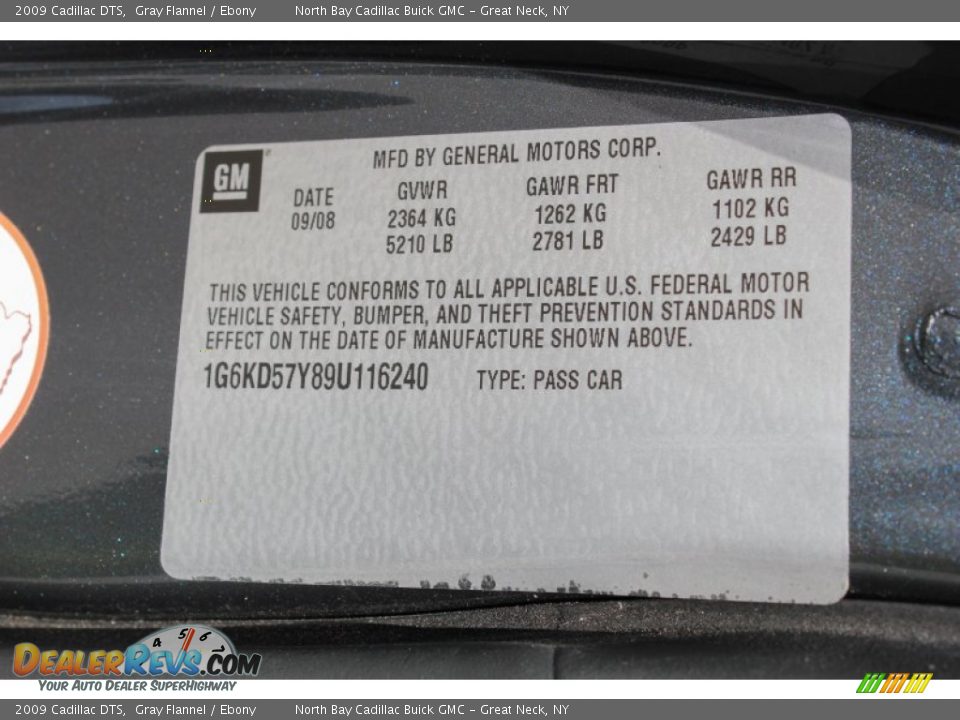 2009 Cadillac DTS, Gray Flannel / Ebony North Bay Cadillac Buick GMC - Great Neck, NY
GM
MFD BY GENERAL MOTORS CORP.
DATE GVWR GAWR FRT GAWR RR
09/08 2364 KG 1262 KG 1102 KG
5210 LB 2781 LB 2429 LB
THIS VEHICLE CONFORMS TO ALL APPLICABLE U.S. FEDERAL MOTOR
VEHICLE SAFETY, BUMPER, AND THEFT PREVENTION STANDARDS IN
EFFECT ON THE DATE OF MANUFACTURE SHOWN ABOVE.
1G6KD57Y89U116240 TYPE: PASS CAR
4 5 6
DealerRevs.com
Your Auto Dealer SuperHighway
2009 Cadillac DTS, Gray Flannel / Ebony North Bay Cadillac Buick GMC - Great Neck, NY